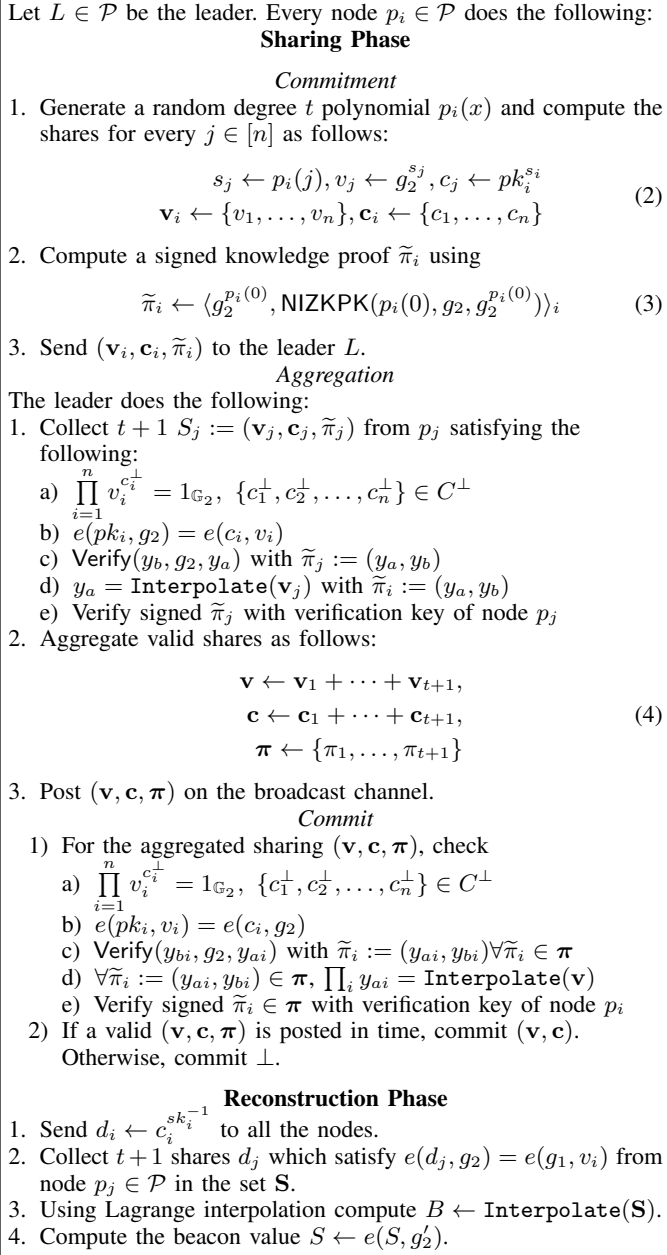 Let L ∈ 𝒫 be the leader. Every node p_i ∈ 𝒫 does the following:
Sharing Phase
Commitment
1. Generate a random degree t polynomial p_i(x) and compute the
shares for every j ∈ [n] as follows:
s_j ← p_i(j), v_j ← g_2^{s_j}, c_j ← pk_i^{s_i}
𝐯_i ← {v_1, . . . , v_n}, 𝐜_i ← {c_1, . . . , c_n}
(2)
2. Compute a signed knowledge proof π̃_i using
π̃_i ← ⟨g_2^{p_i(0)}, NIZKPK(p_i(0), g_2, g_2^{p_i(0)})⟩_i (3)
3. Send (𝐯_i, 𝐜_i, π̃_i) to the leader L.
Aggregation
The leader does the following:
1. Collect t + 1 S_j := (𝐯_j, 𝐜_j, π̃_j) from p_j satisfying the
following:
a) ∏_{i=1}^{n} v_i^{c_i^⊥} = 1_{𝔾_2}, {c_1^⊥, c_2^⊥, . . . , c_n^⊥} ∈ C^⊥
b) e(pk_i, g_2) = e(c_i, v_i)
c) Verify(y_b, g_2, y_a) with π̃_j := (y_a, y_b)
d) y_a = Interpolate(𝐯_j) with π̃_i := (y_a, y_b)
e) Verify signed π̃_j with verification key of node p_j
2. Aggregate valid shares as follows:
𝐯 ← 𝐯_1 + · · · + 𝐯_{t+1},
𝐜 ← 𝐜_1 + · · · + 𝐜_{t+1}, (4)
𝝅 ← {π_1, . . . , π_{t+1}}
3. Post (𝐯, 𝐜, 𝝅) on the broadcast channel.
Commit
1) For the aggregated sharing (𝐯, 𝐜, 𝝅), check
a) ∏_{i=1}^{n} v_i^{c_i^⊥} = 1_{𝔾_2}, {c_1^⊥, c_2^⊥, . . . , c_n^⊥} ∈ C^⊥
b) e(pk_i, v_i) = e(c_i, g_2)
c) Verify(y_{bi}, g_2, y_{ai}) with π̃_i := (y_{ai}, y_{bi})∀π̃_i ∈ 𝝅
d) ∀π̃_i := (y_{ai}, y_{bi}) ∈ 𝝅, ∏_i y_{ai} = Interpolate(𝐯)
e) Verify signed π̃_i ∈ 𝝅 with verification key of node p_i
2) If a valid (𝐯, 𝐜, 𝝅) is posted in time, commit (𝐯, 𝐜).
Otherwise, commit ⊥.
Reconstruction Phase
1. Send d_i ← c_i^{sk_i^{-1}} to all the nodes.
2. Collect t + 1 shares d_j which satisfy e(d_j, g_2) = e(g_1, v_i) from
node p_j ∈ 𝒫 in the set 𝐒.
3. Using Lagrange interpolation compute B ← Interpolate(𝐒).
4. Compute the beacon value S ← e(S, g_2′).